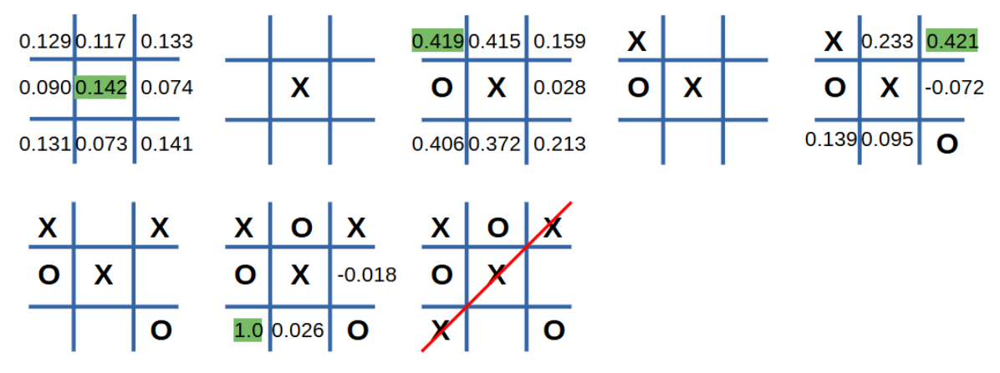 0.129 0.117 0.133
0.090 0.142 0.074
0.131 0.073 0.141
X
0.419 0.415 0.159
O X 0.028
0.406 0.372 0.213
X
O X
X 0.233 0.421
O X -0.072
0.139 0.095 O
X X
O X
O
X O X
O X -0.018
1.0 0.026 O
X O X
O X
X O